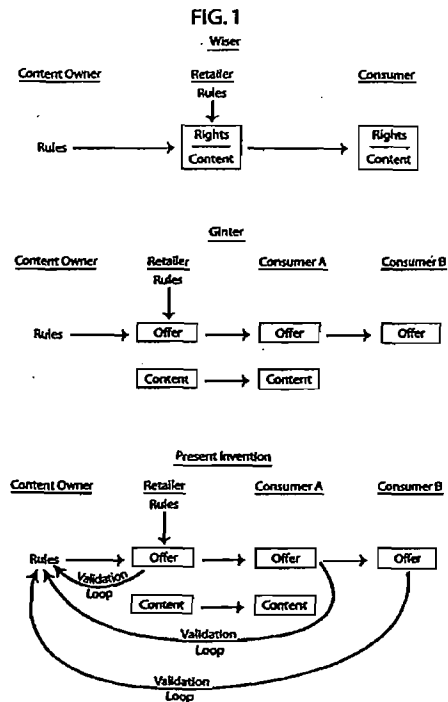 FIG. 1
Wiser
Content Owner Retailer Consumer
Rules
Rules Rights Content Rights Content
Ginter
Content Owner Retailer Consumer A Consumer B
Rules
Rules Offer Offer Offer
Content Content
Present Invention
Content Owner Retailer Consumer A Consumer B
Rules
Rules Offer Offer Offer
Validation Loop
Content Content
Validation
Loop
Validation
Loop